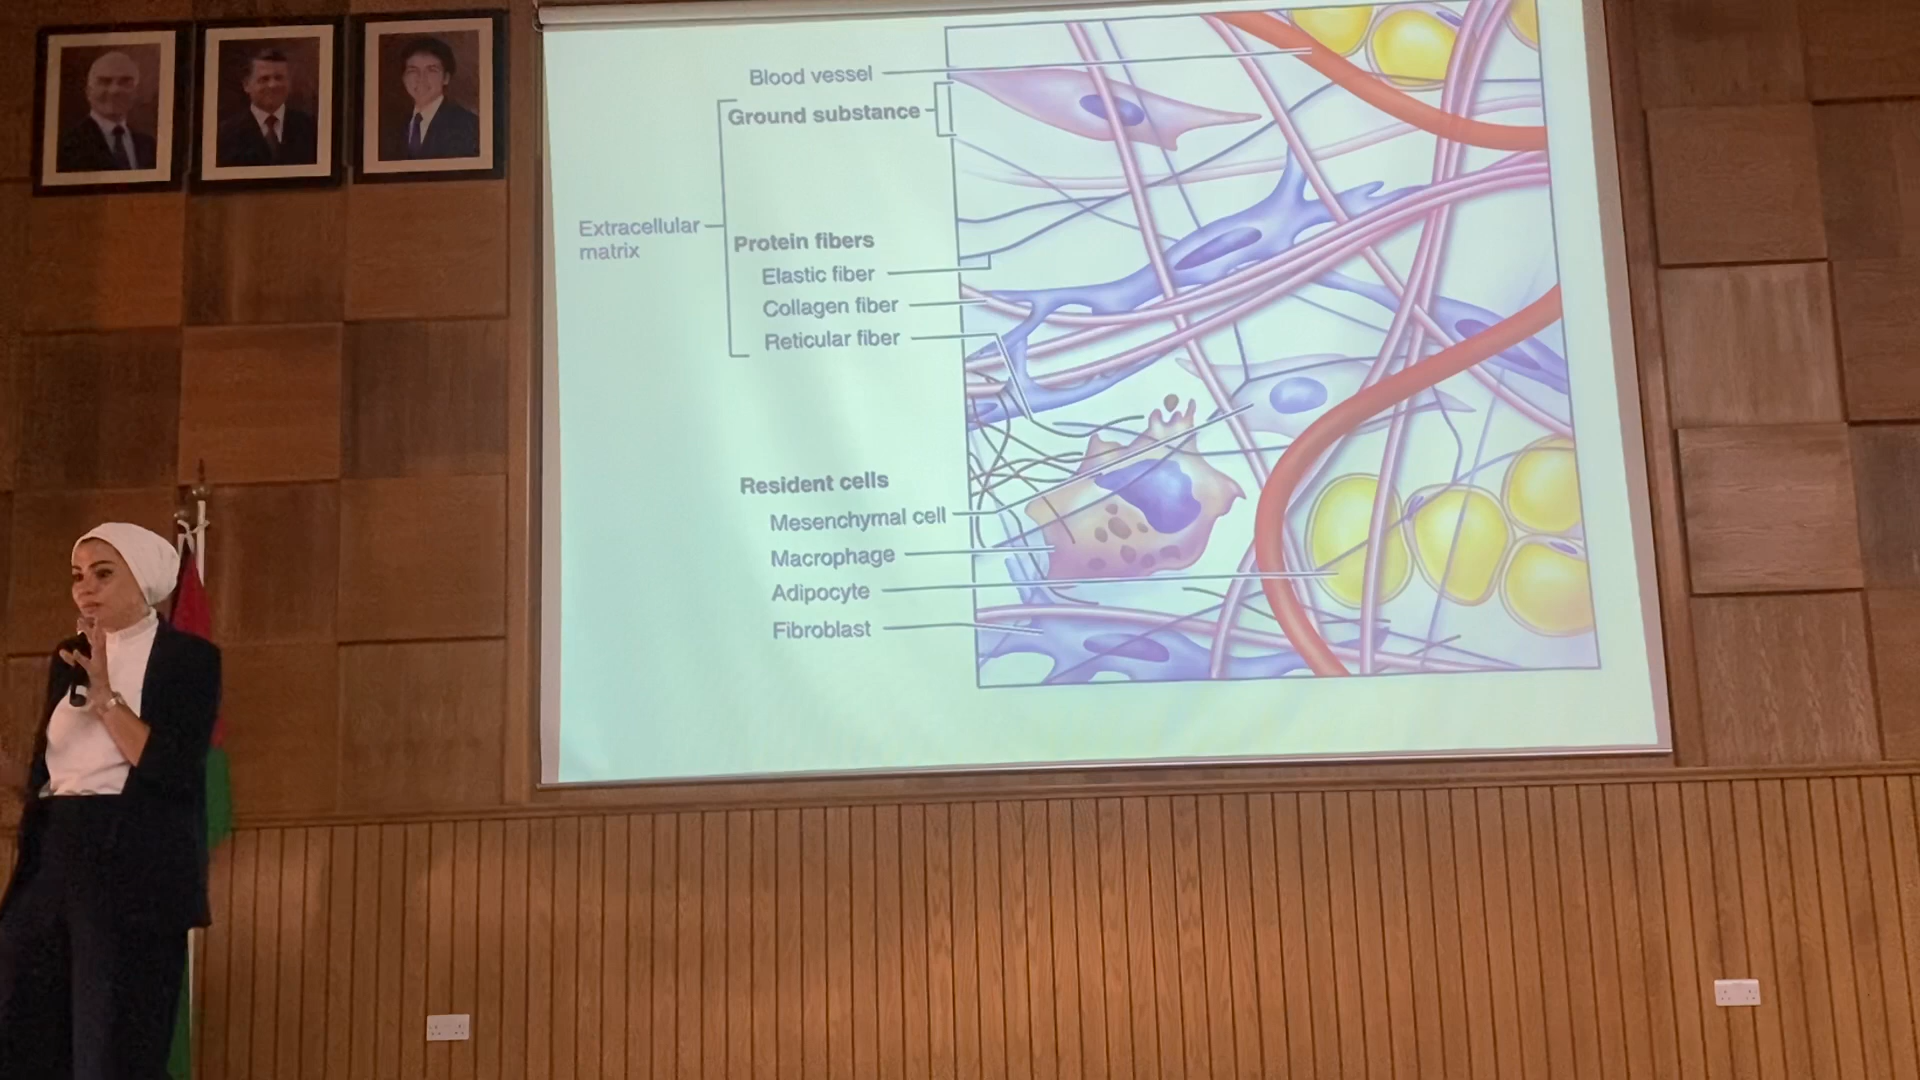 Blood vessel
Ground substance
Extracellular
matrix
Protein fibers
Elastic fiber
Collagen fiber
Reticular fiber
Resident cells
Mesenchymal cell
Macrophage
Adipocyte
Fibroblast